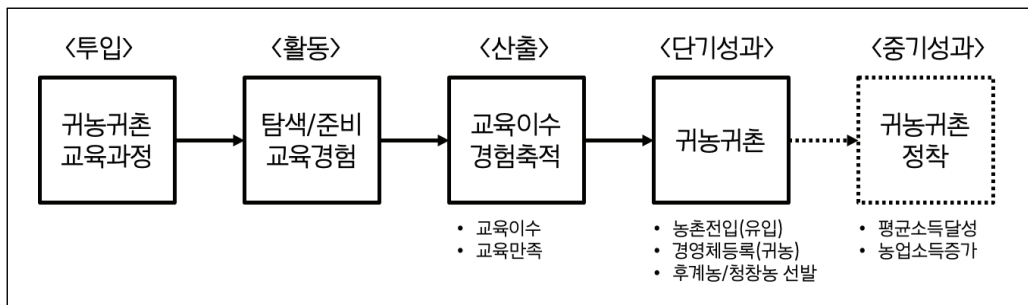 〈투입〉
〈활동〉
〈산출〉
〈단기성과〉
〈중기성과〉
귀농귀촌
교육과정
탐색/준비
교육경험
교육이수
경험축적
귀농귀촌
귀농귀촌
정착
• 교육이수
• 교육만족
• 농촌전입(유입)
• 경영체등록(귀농)
• 후계농/청창농 선발
• 평균소득달성
• 농업소득증가